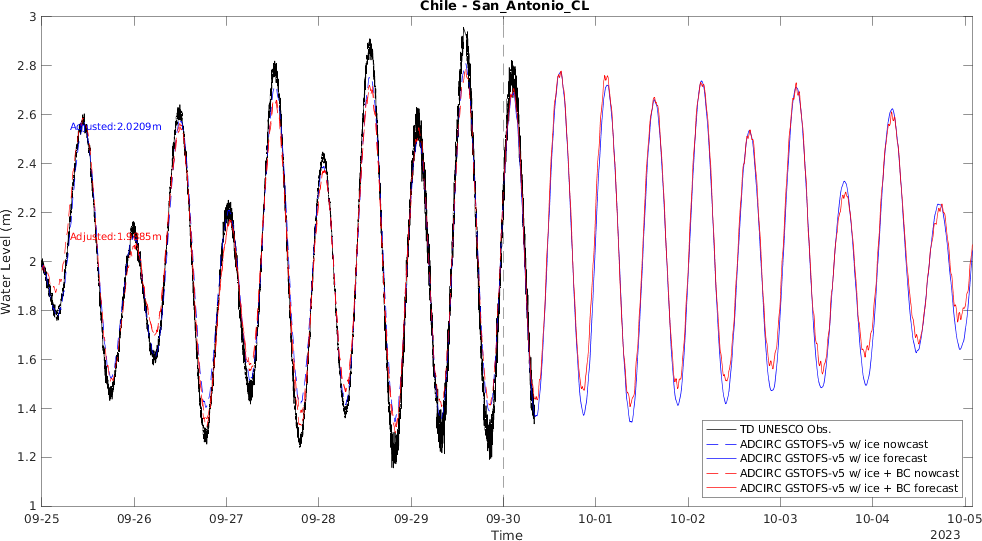 Chile - San_Antonio_CL
3
2.8
2.6
2.4
2.2
2
1.8
1.6
1.4
1.2
1
Water Level (m)
Adjusted:2.0209m
Adjusted:1.9485m
TD UNESCO Obs.
ADCIRC GSTOFS-v5 w/ ice nowcast
ADCIRC GSTOFS-v5 w/ ice forecast
ADCIRC GSTOFS-v5 w/ ice + BC nowcast
ADCIRC GSTOFS-v5 w/ ice + BC forecast
09-25 09-26 09-27 09-28 09-29 09-30 10-01 10-02 10-03 10-04 10-05
Time
2023